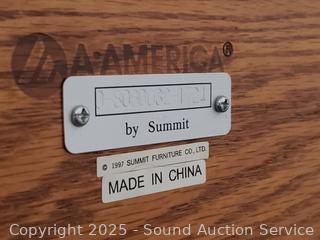 A-AMERICA®
by Summit
© 1997 SUMMIT FURNITURE CO., LTD.
MADE IN CHINA
Copyright © 2025 - Sound Auction Service